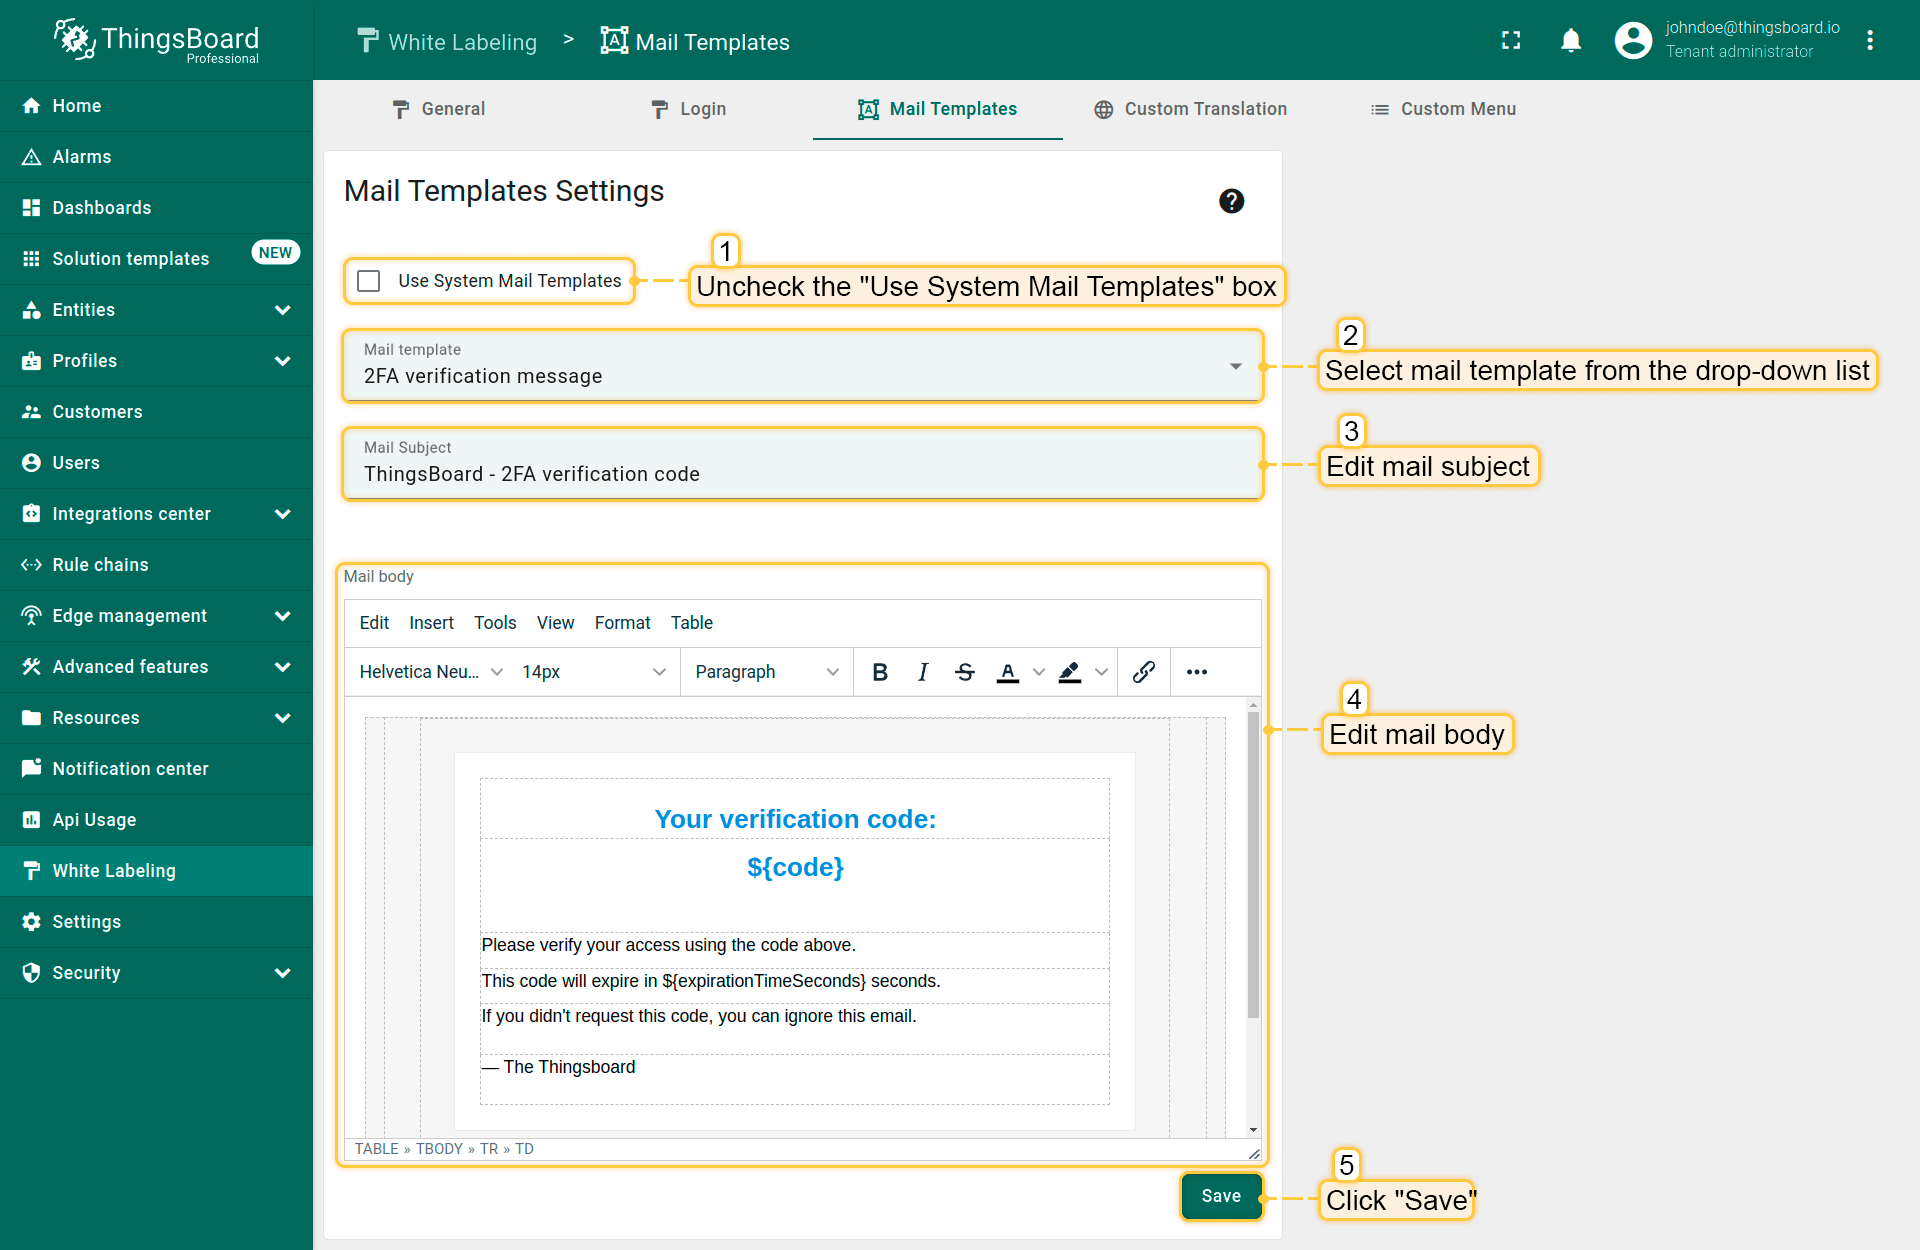 ThingsBoard
Professional
White Labeling > Mail Templates
johndoe@thingsboard.io
Tenant administrator
Home
Alarms
Dashboards
Solution templates NEW
Entities
Profiles
Customers
Users
Integrations center
Rule chains
Edge management
Advanced features
Resources
Notification center
Api Usage
White Labeling
Settings
Security
General Login Mail Templates Custom Translation Custom Menu
Mail Templates Settings
?
Use System Mail Templates
1
Uncheck the "Use System Mail Templates" box
Mail template
2FA verification message
2
Select mail template from the drop-down list
Mail Subject
ThingsBoard - 2FA verification code
3
Edit mail subject
Mail body
Edit Insert Tools View Format Table
Helvetica Neu... 14px Paragraph B I S A
Your verification code:
${code}
Please verify your access using the code above.
This code will expire in ${expirationTimeSeconds} seconds.
If you didn't request this code, you can ignore this email.
— The Thingsboard
TABLE » TBODY » TR » TD
4
Edit mail body
Save
5
Click "Save"